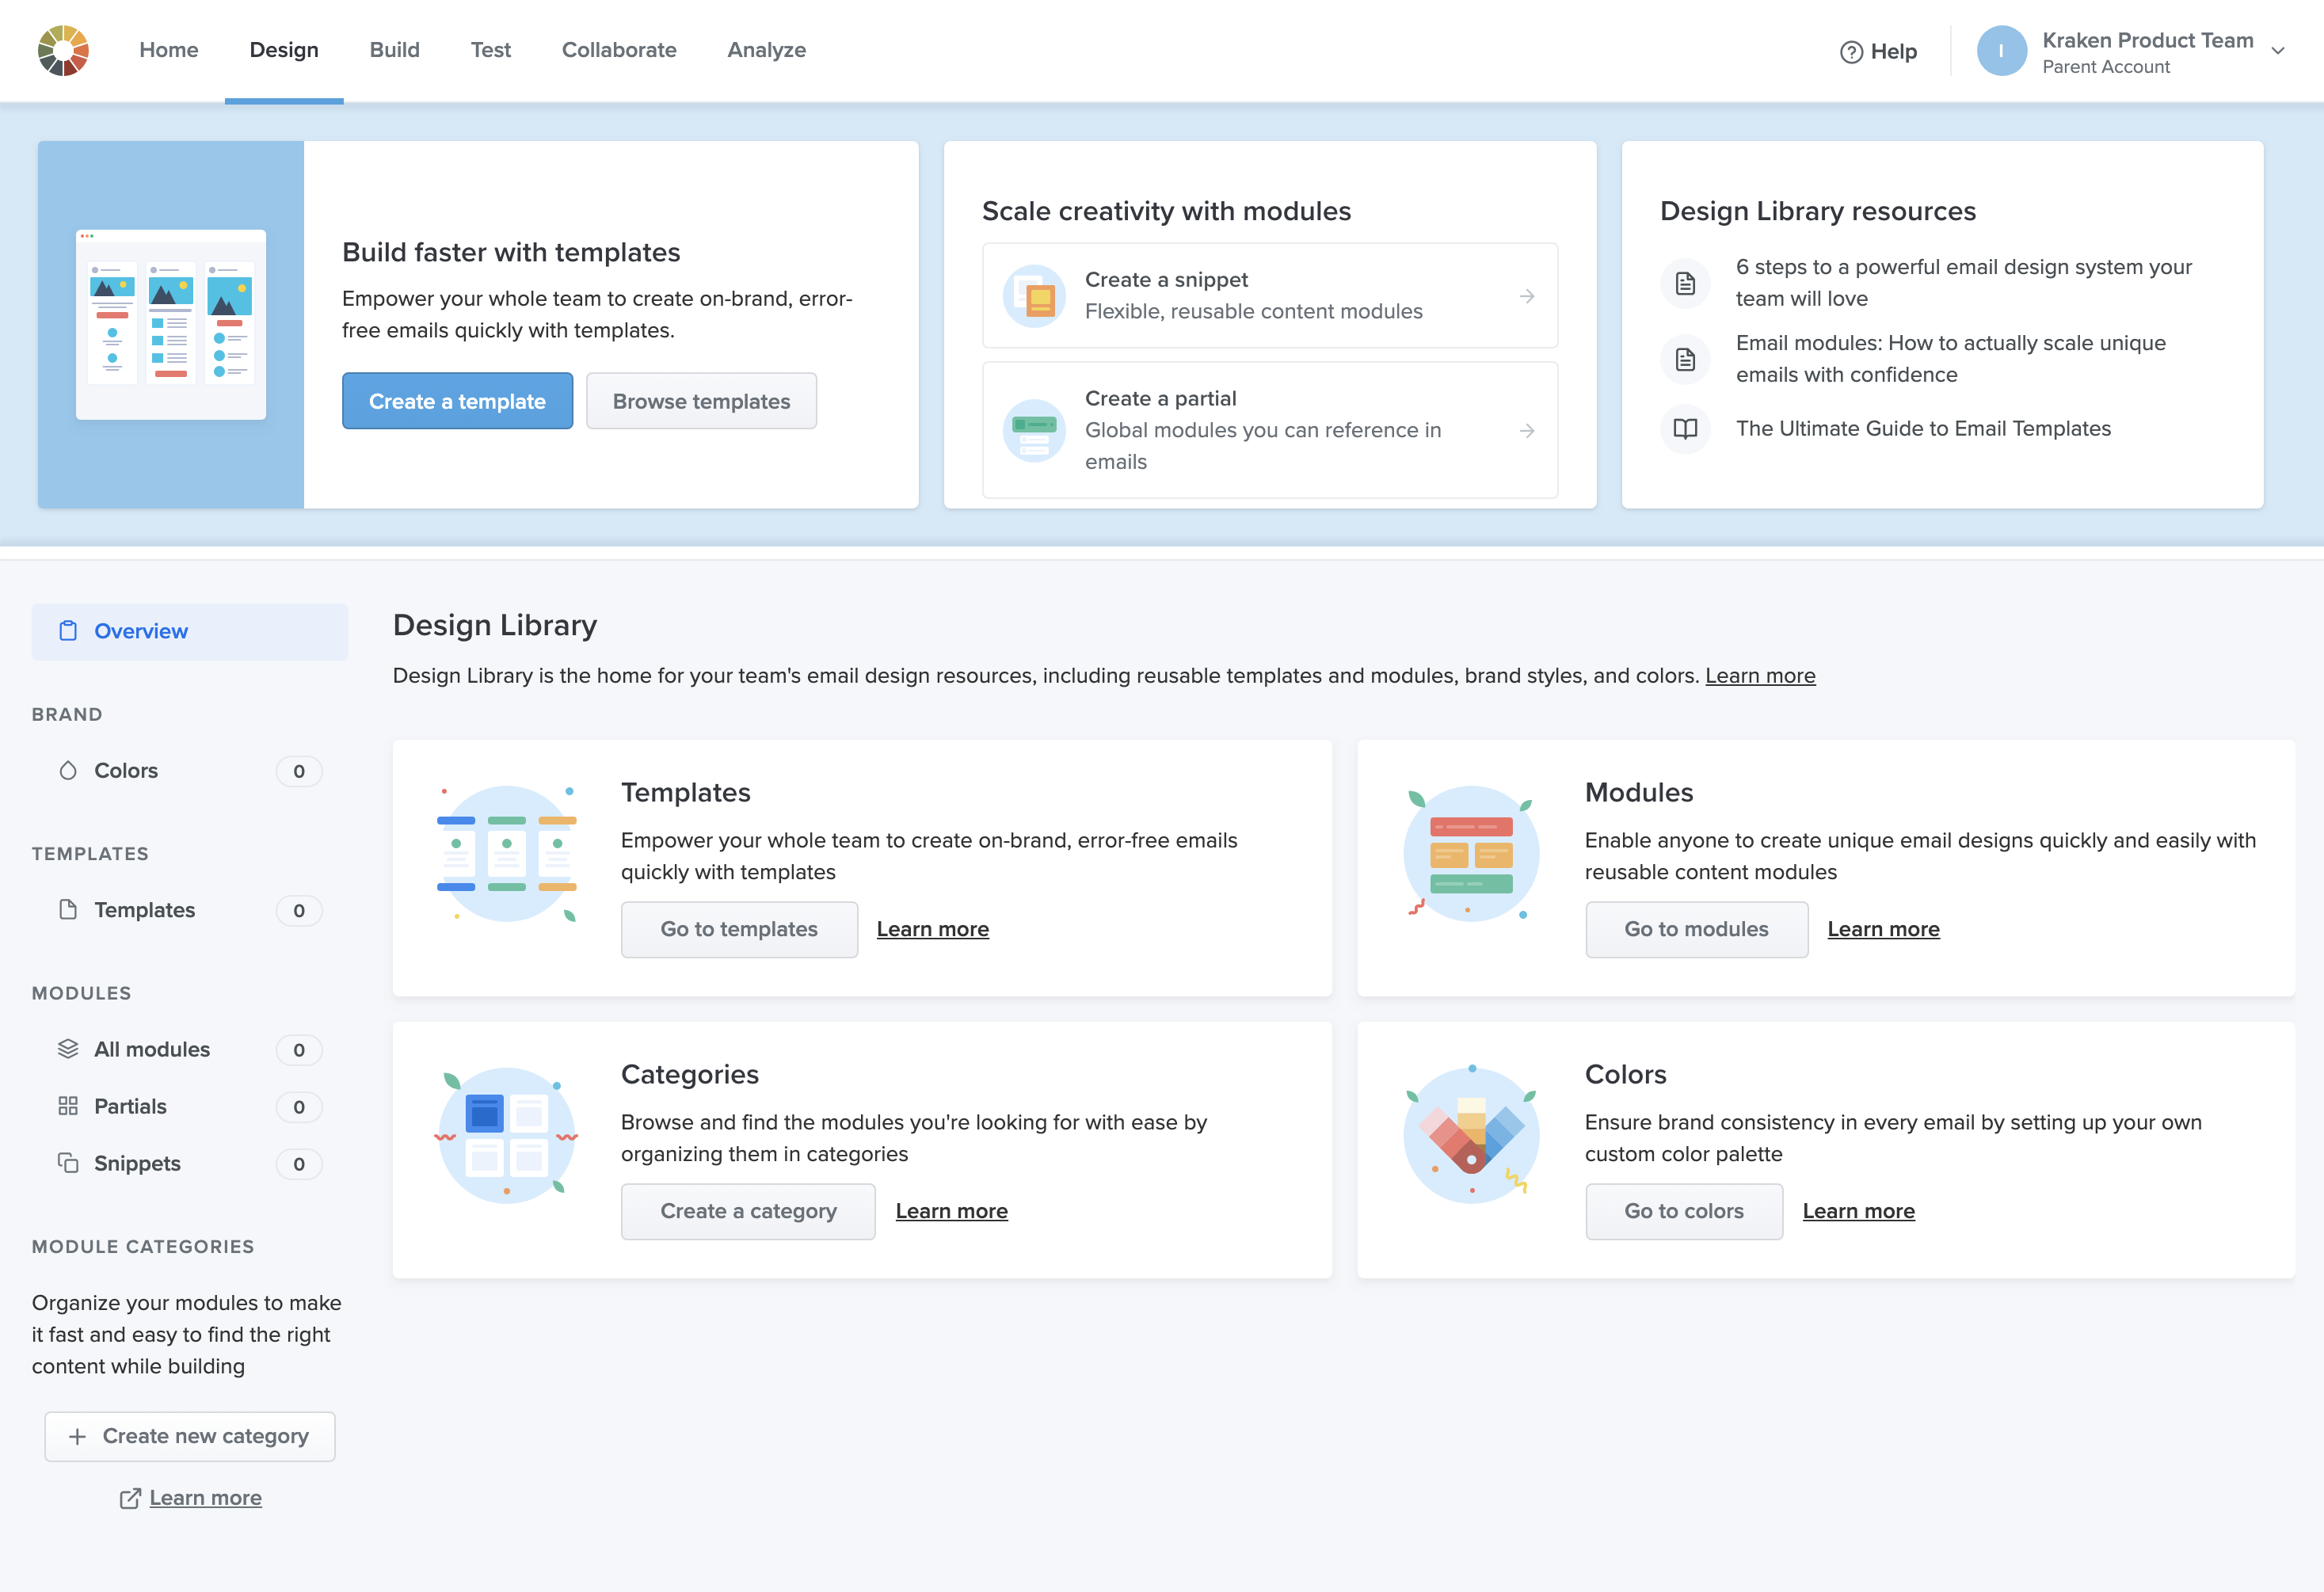 Home
Design
Build
Test
Collaborate
Analyze
Help
I
Kraken Product Team
Parent Account
Build faster with templates
Empower your whole team to create on-brand, error-
free emails quickly with templates.
Create a template
Browse templates
Scale creativity with modules
Create a snippet
Flexible, reusable content modules
Create a partial
Global modules you can reference in
emails
Design Library resources
6 steps to a powerful email design system your
team will love
Email modules: How to actually scale unique
emails with confidence
The Ultimate Guide to Email Templates
Overview
BRAND
Colors
0
TEMPLATES
Templates
0
MODULES
All modules
0
Partials
0
Snippets
0
MODULE CATEGORIES
Organize your modules to make
it fast and easy to find the right
content while building
Create new category
Learn more
Design Library
Design Library is the home for your team's email design resources, including reusable templates and modules, brand styles, and colors. Learn more
Templates
Empower your whole team to create on-brand, error-free emails
quickly with templates
Go to templates
Learn more
Modules
Enable anyone to create unique email designs quickly and easily with
reusable content modules
Go to modules
Learn more
Categories
Browse and find the modules you're looking for with ease by
organizing them in categories
Create a category
Learn more
Colors
Ensure brand consistency in every email by setting up your own
custom color palette
Go to colors
Learn more